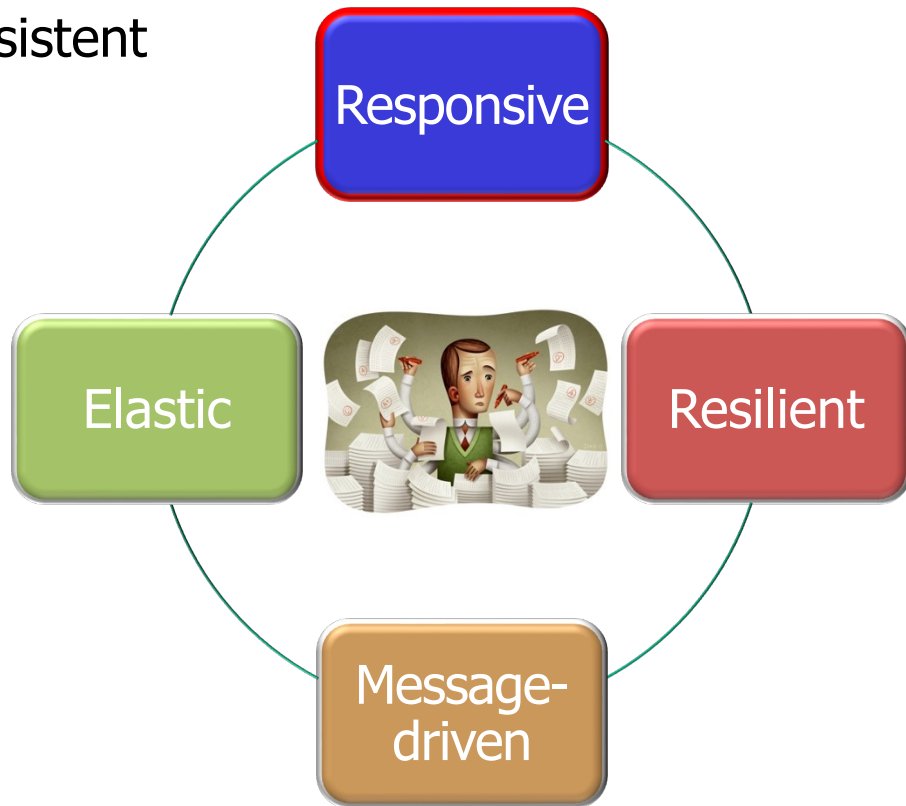 sistent
Responsive
Elastic
Resilient
Message-
driven